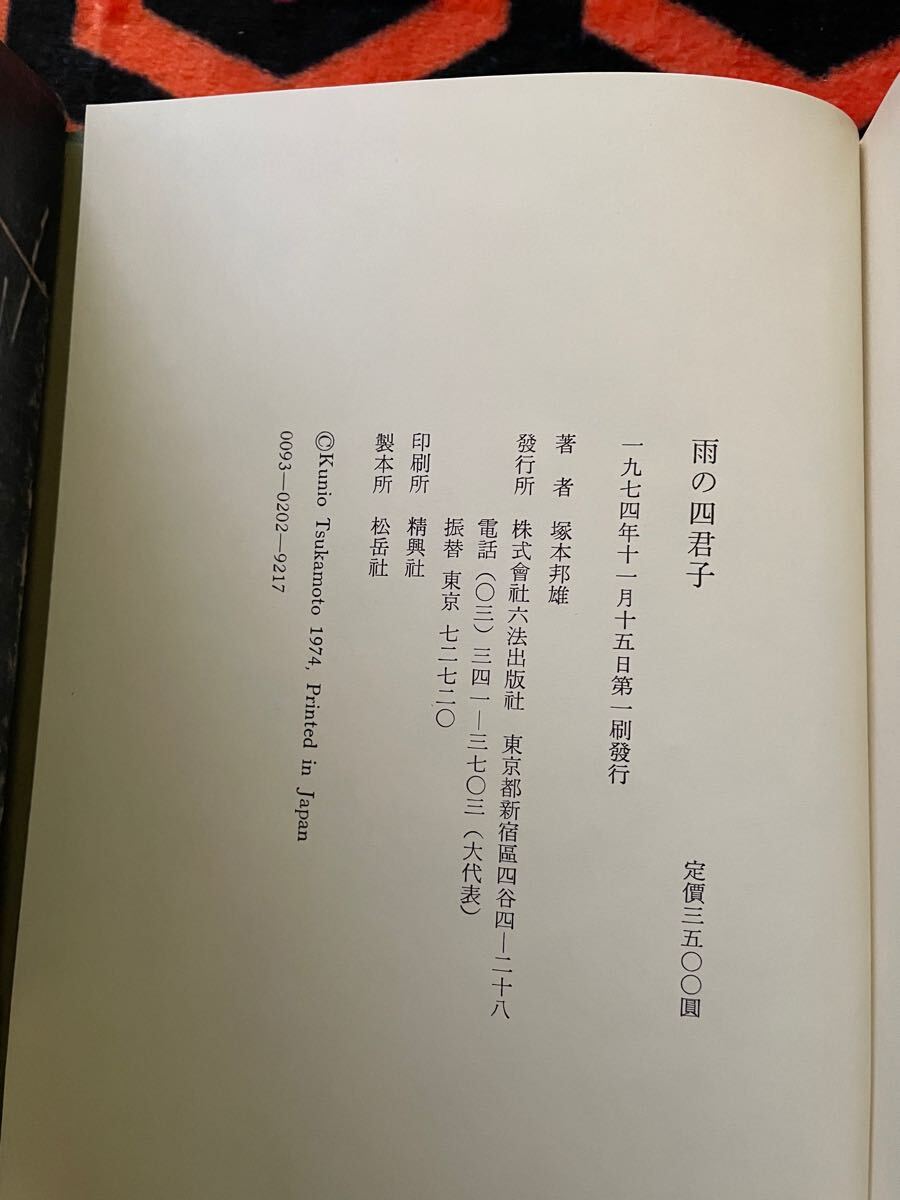 雨の四君子
定價三五〇〇圓
一九七四年十一月十五日第一刷發行
著者 塚本邦雄
發行所 株式會社六法出版社 東京都新宿區四谷四—二十八
電話(〇三)三四一—三七〇三(大代表)
振替 東京 七二七二〇
印刷所 精興社
製本所 松岳社
©Kunio Tsukamoto 1974, Printed in Japan
0093—0202—9217